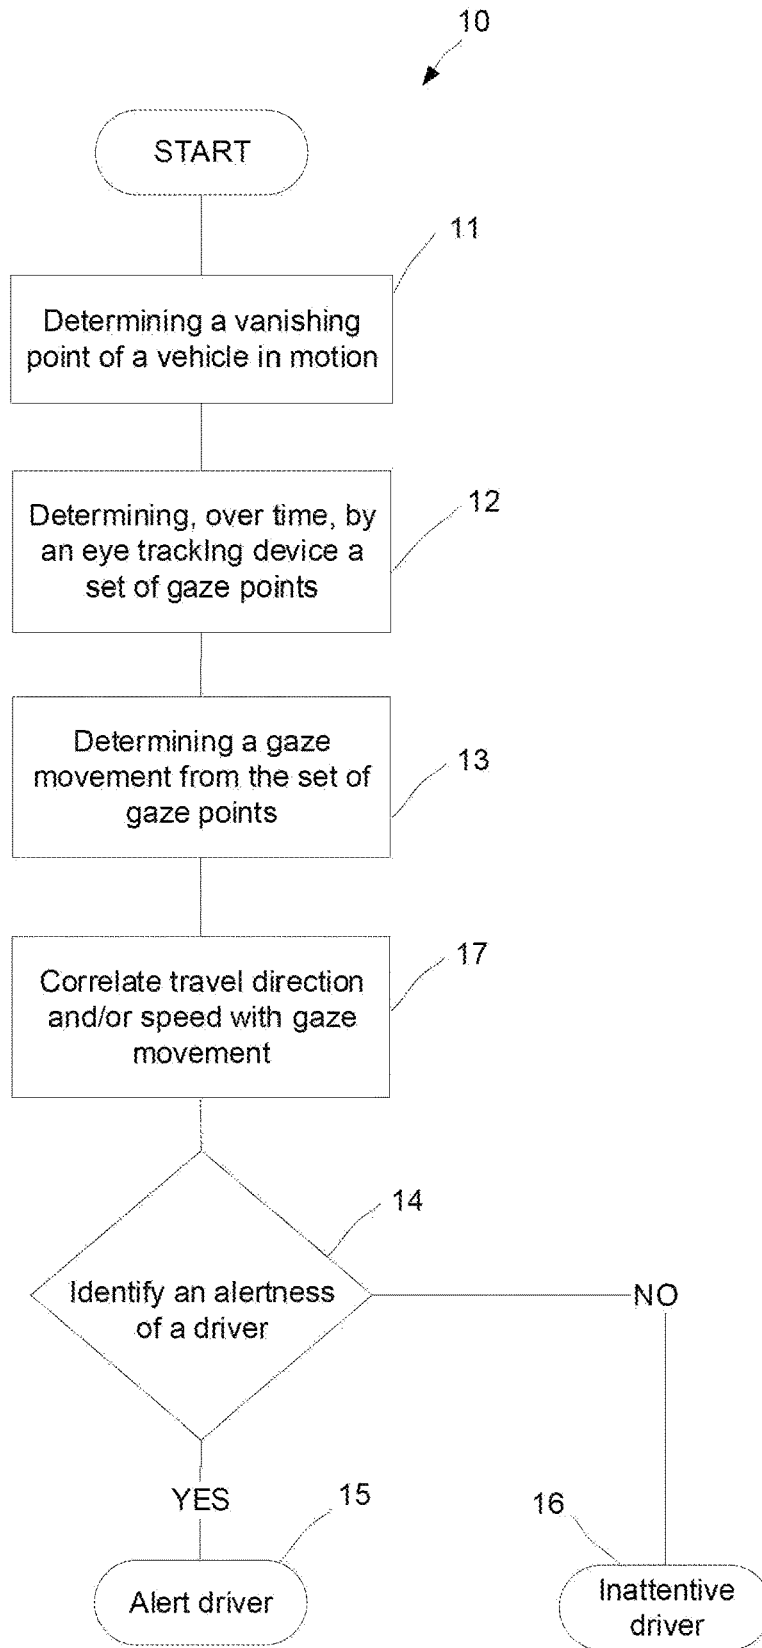 10
START
11
Determining a vanishing
point of a vehicle in motion
12
Determining, over time, by
an eye tracking device a
set of gaze points
13
Determining a gaze
movement from the set of
gaze points
17
Correlate travel direction
and/or speed with gaze
movement
14
Identify an alertness
of a driver
NO
YES
15
16
Alert driver
Inattentive
driver